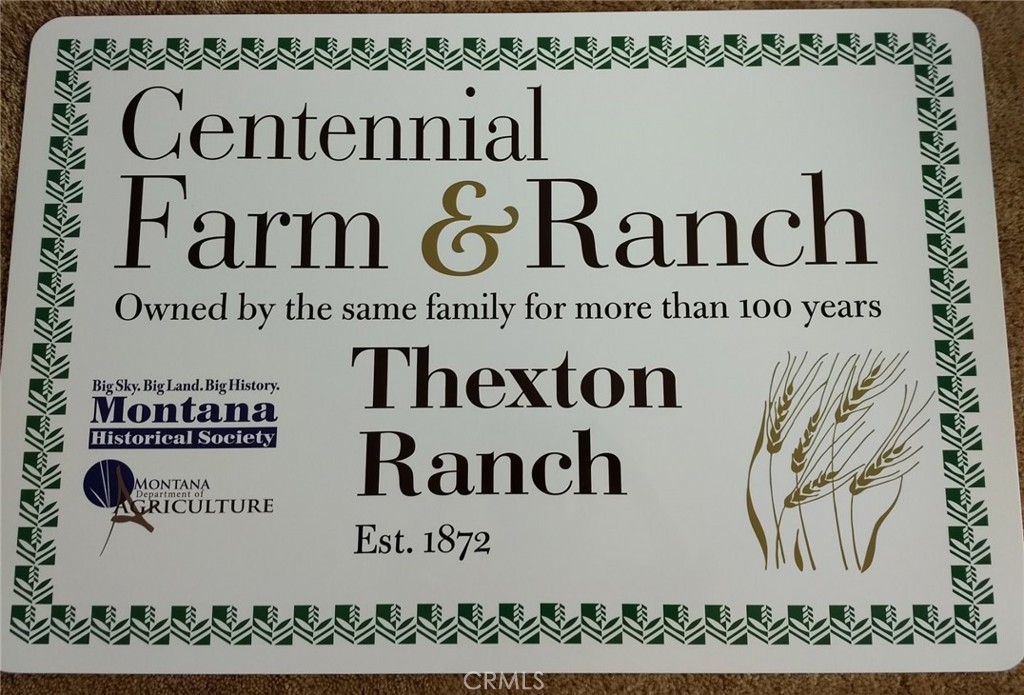 Centennial
Farm & Ranch
Owned by the same family for more than 100 years
Big Sky. Big Land. Big History.
Montana
Historical Society
Montana
Department of
Agriculture
Thexton
Ranch
Est. 1872
CRMLS